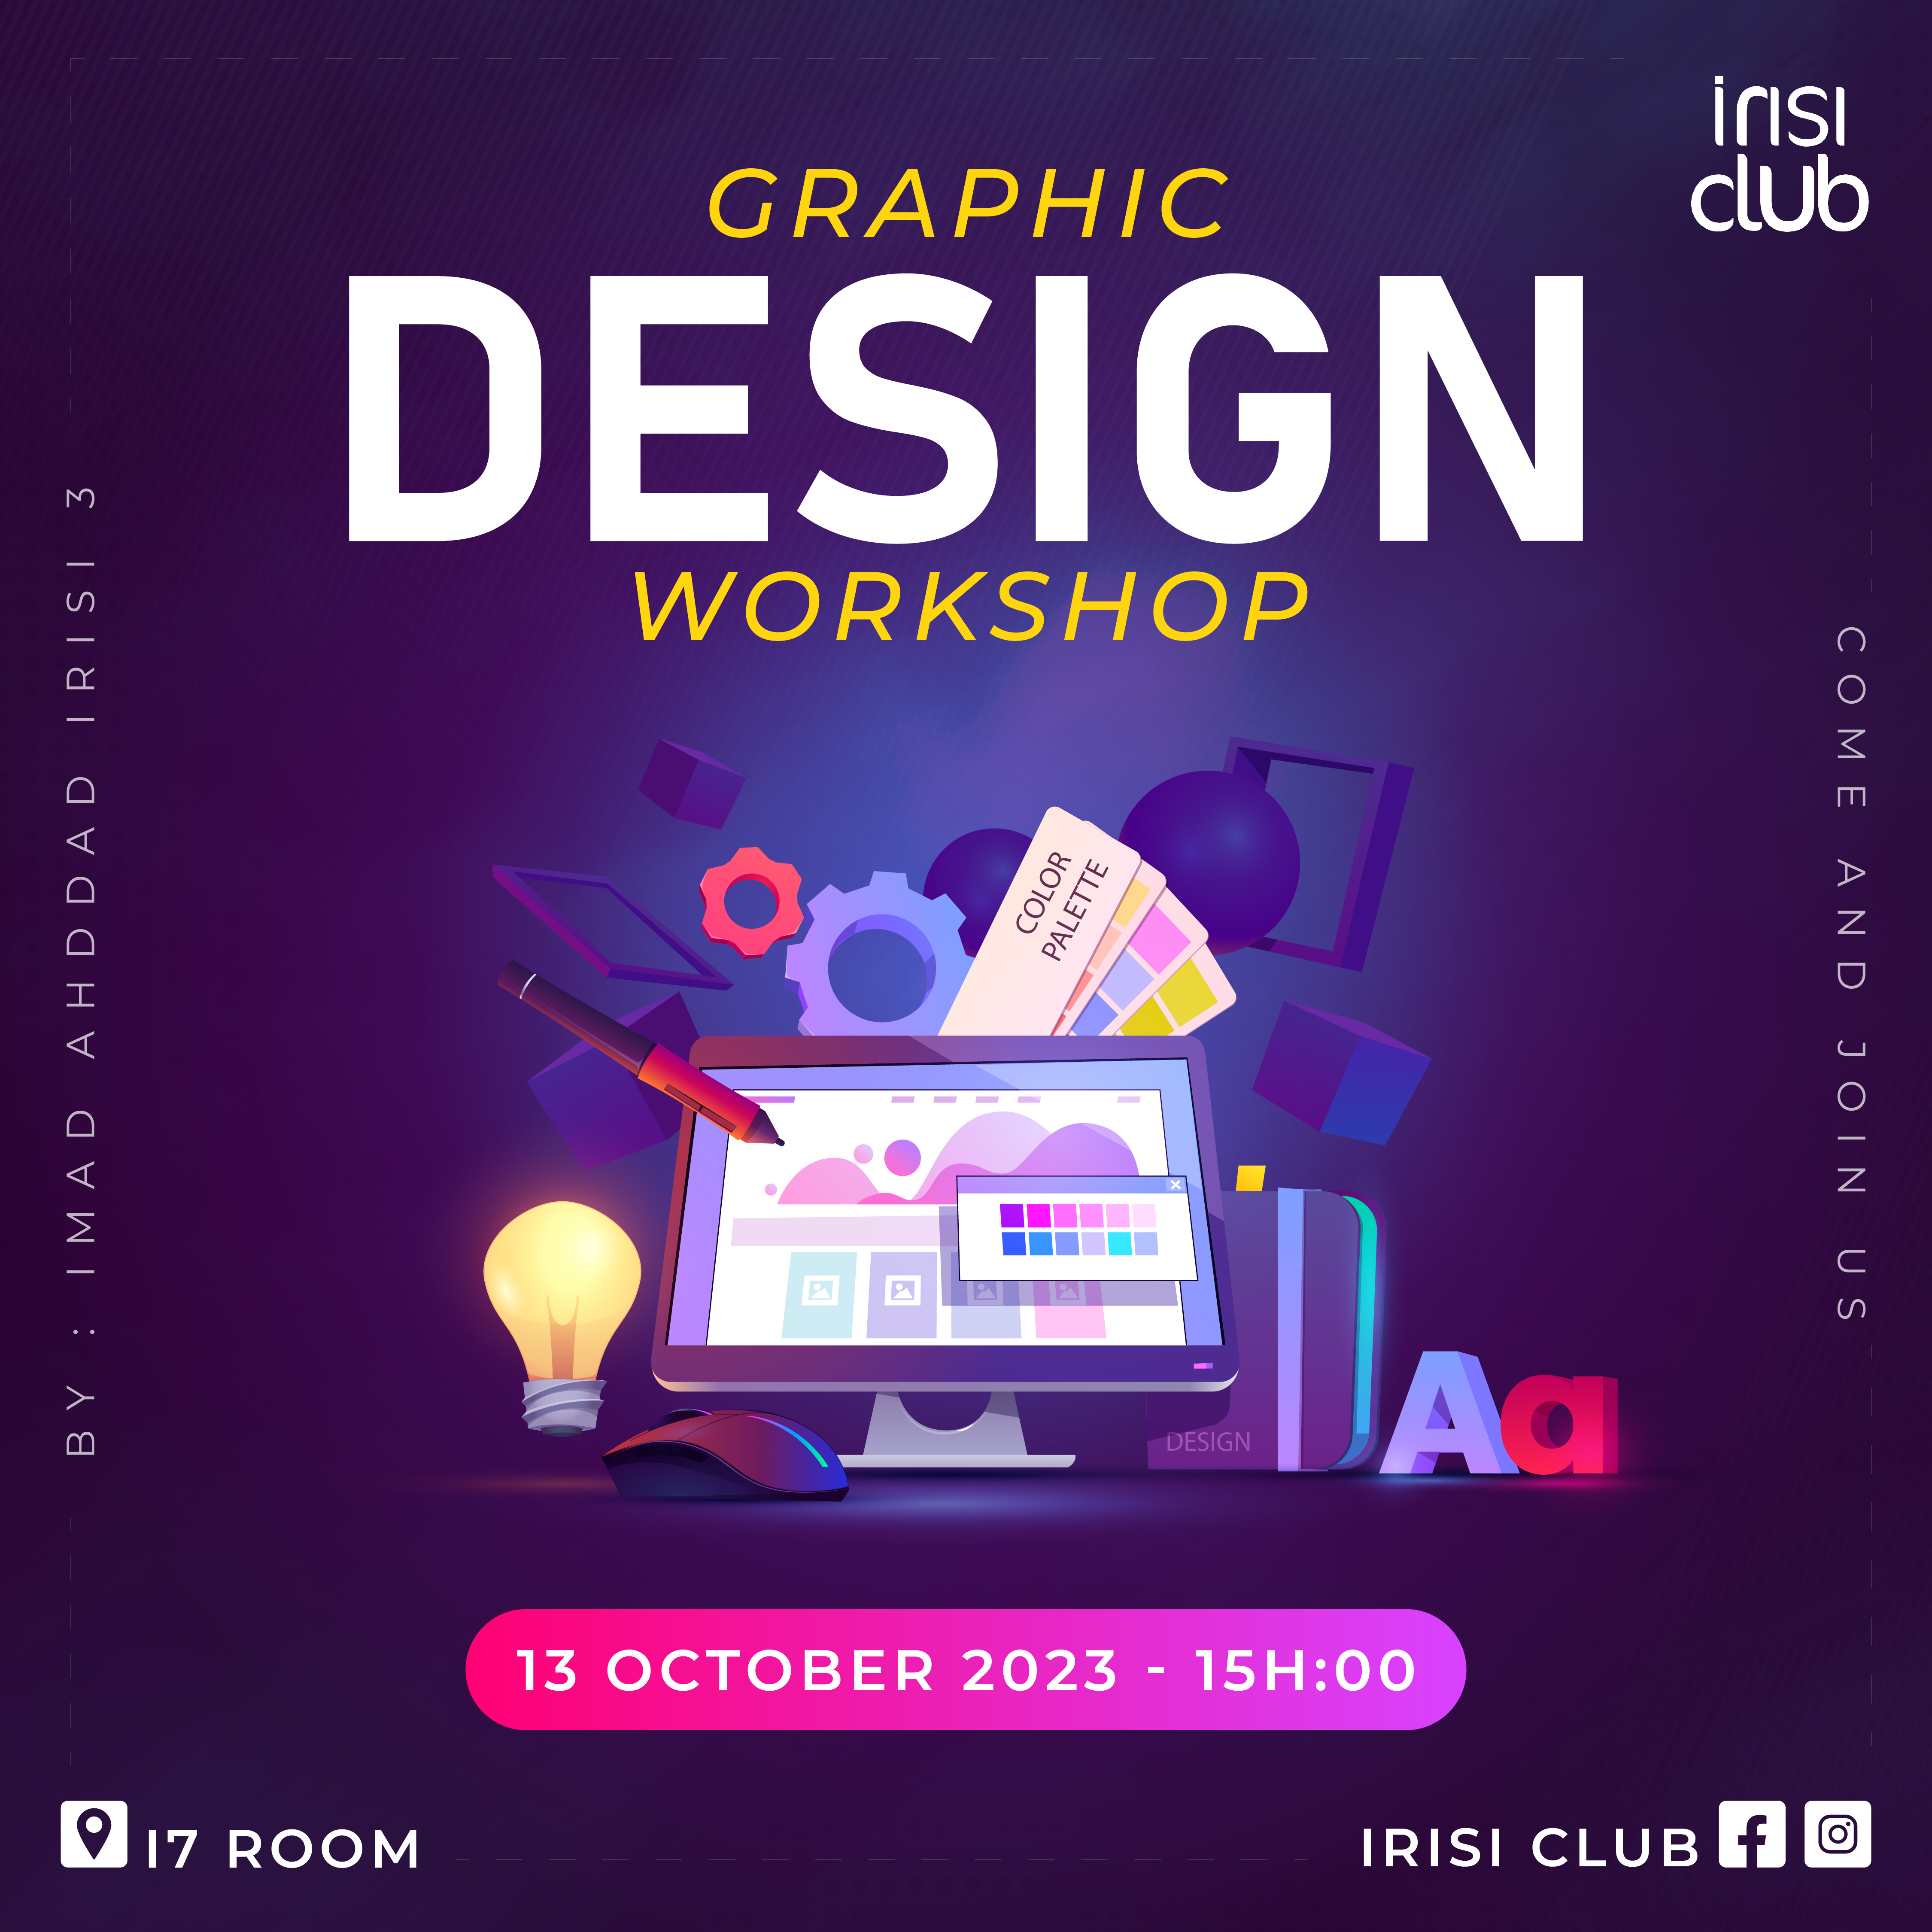 irisi
club
GRAPHIC
DESIGN
WORKSHOP
BY : IMAD AHDDAD IRISI 3
COME AND JOIN US
COLOR
PALETTE
DESIGN
Aa
13 OCTOBER 2023 - 15H:00
I7 ROOM
IRISI CLUB